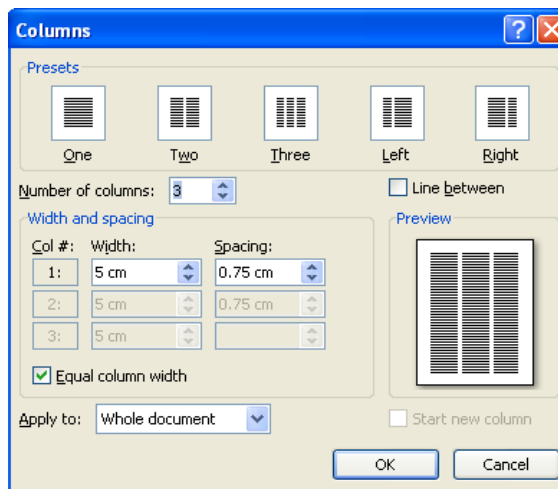 Columns
Presets
One Two Three Left Right
Number of columns: 3 Line between
Width and spacing Preview
Col #: Width: Spacing:
1: 5 cm 0.75 cm
2: 5 cm 0.75 cm
3: 5 cm
Equal column width
Apply to: Whole document Start new column
OK Cancel